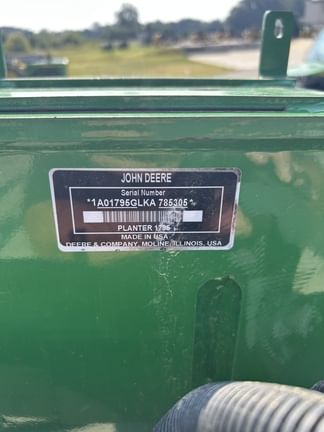 JOHN DEERE
Serial Number
*1A01795GLKA 785305*
PLANTER 1795
MADE IN USA
DEERE & COMPANY, MOLINE, ILLINOIS, USA